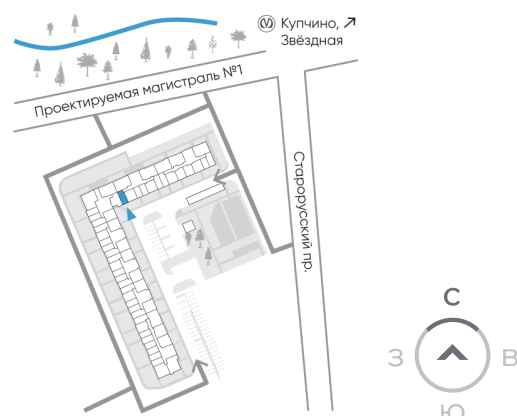 Купчино,
Звёздная
Проектируемая магистраль №1
Старорусский пр.
С
З
В
Ю